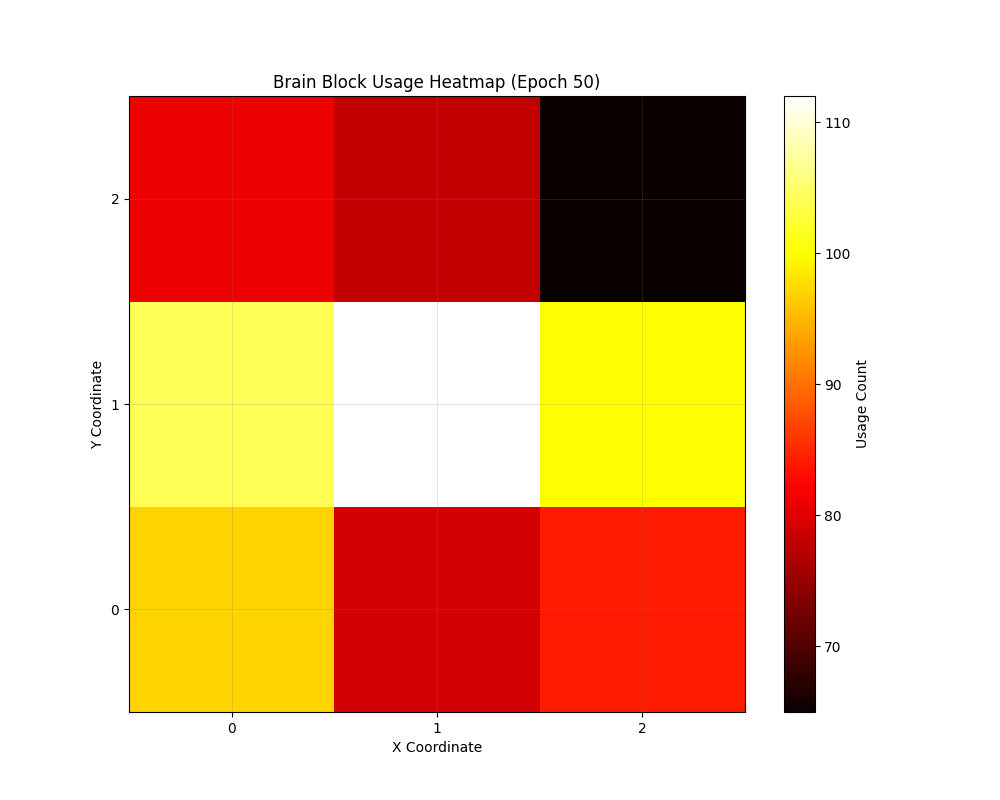 Brain Block Usage Heatmap (Epoch 50)
2
1
0
Y Coordinate
0 1 2
X Coordinate
110
100
90
80
70
Usage Count